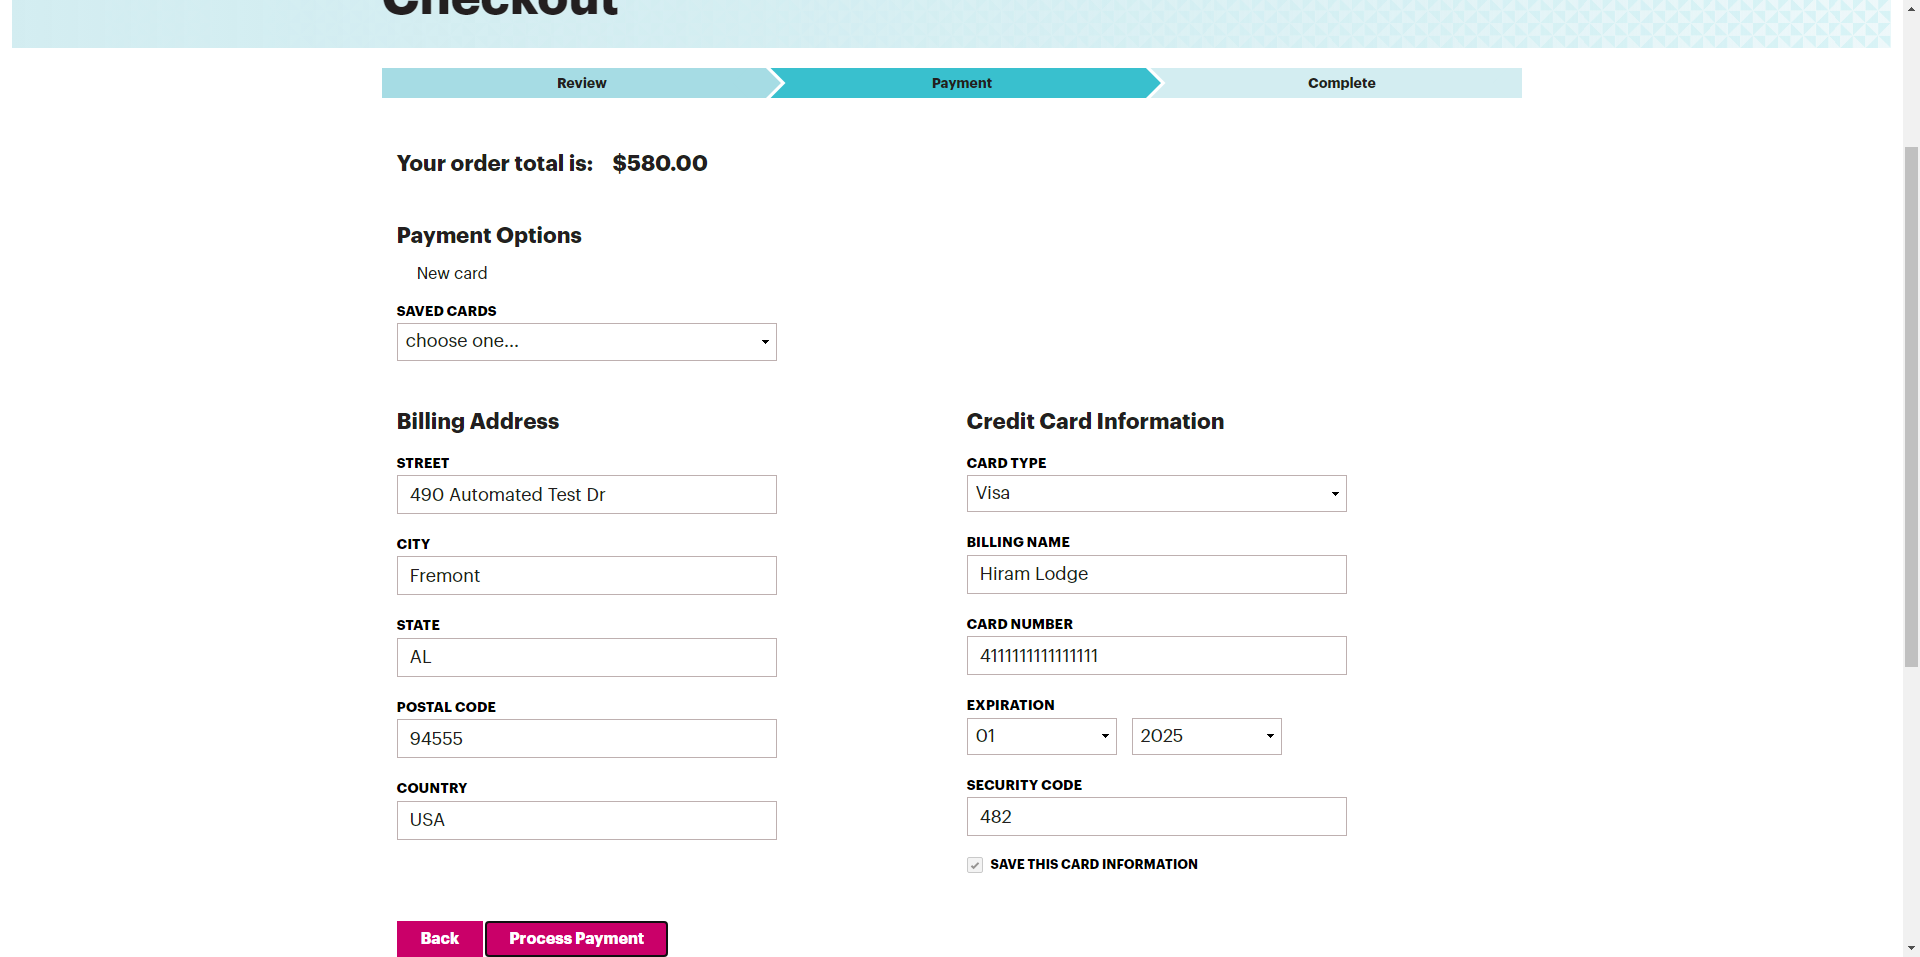 Checkout
Review
Payment
Complete
Your order total is: $580.00
Payment Options
New card
SAVED CARDS
choose one...
Billing Address
STREET
490 Automated Test Dr
CITY
Fremont
STATE
AL
POSTAL CODE
94555
COUNTRY
USA
Credit Card Information
CARD TYPE
Visa
BILLING NAME
Hiram Lodge
CARD NUMBER
4111111111111111
EXPIRATION
01 2025
SECURITY CODE
482
SAVE THIS CARD INFORMATION
Back Process Payment